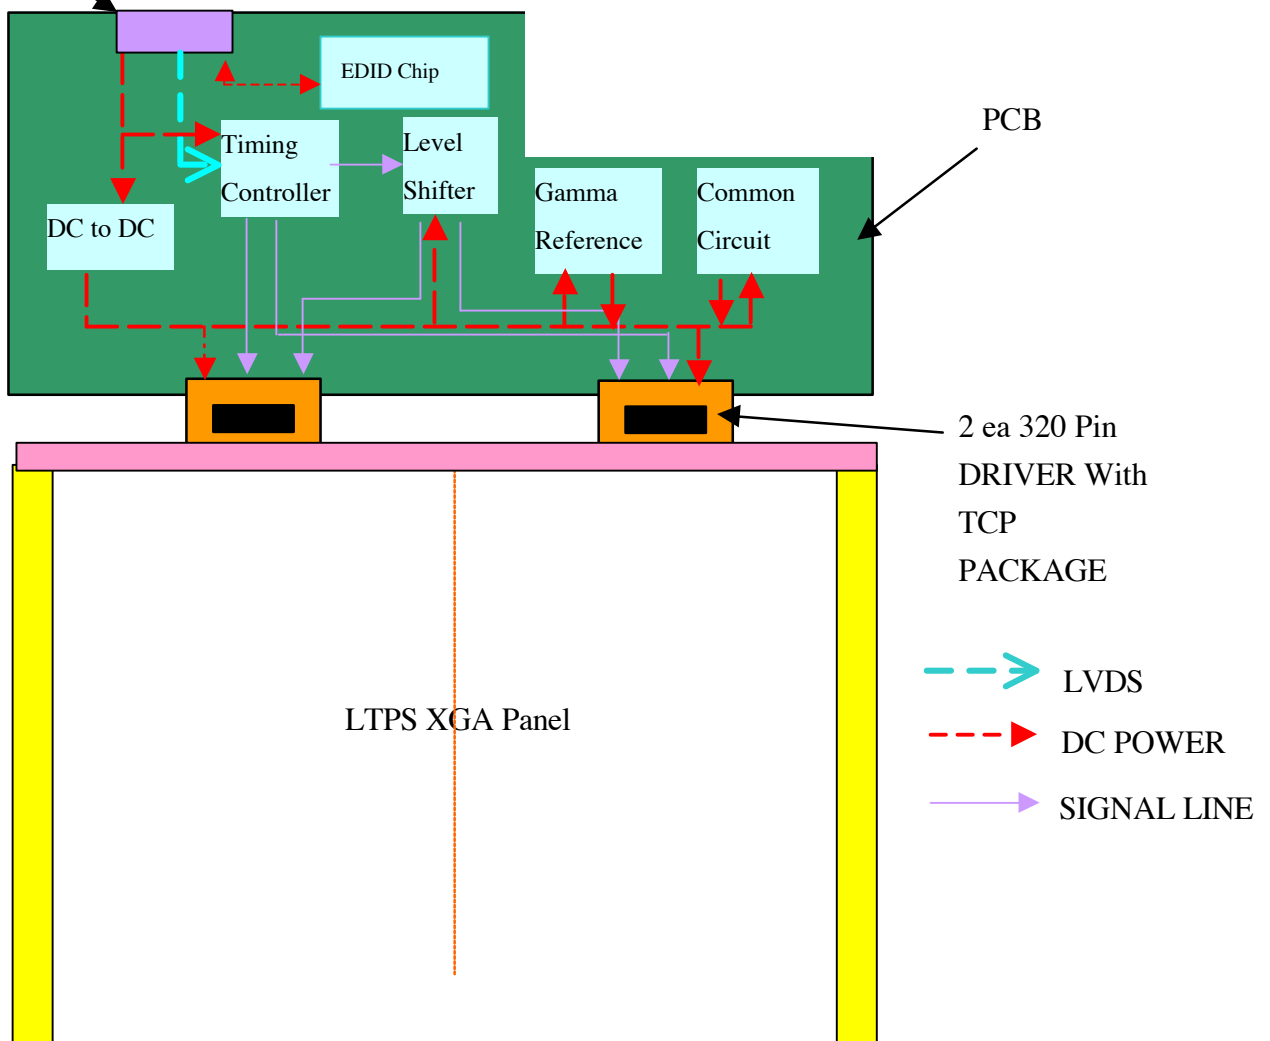 EDID Chip
PCB
Timing
Controller
Level
Shifter
Gamma
Reference
Common
Circuit
DC to DC
2 ea 320 Pin
DRIVER With
TCP
PACKAGE
LTPS XGA Panel
LVDS
DC POWER
SIGNAL LINE